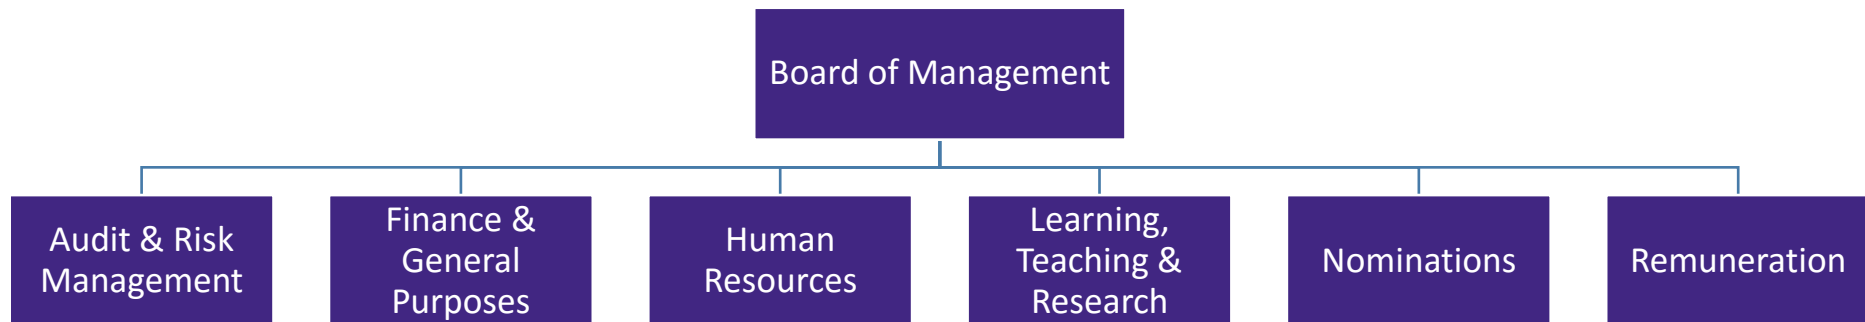 Board of Management
Audit & Risk
Management
Finance &
General
Purposes
Human
Resources
Learning,
Teaching &
Research
Nominations
Remuneration